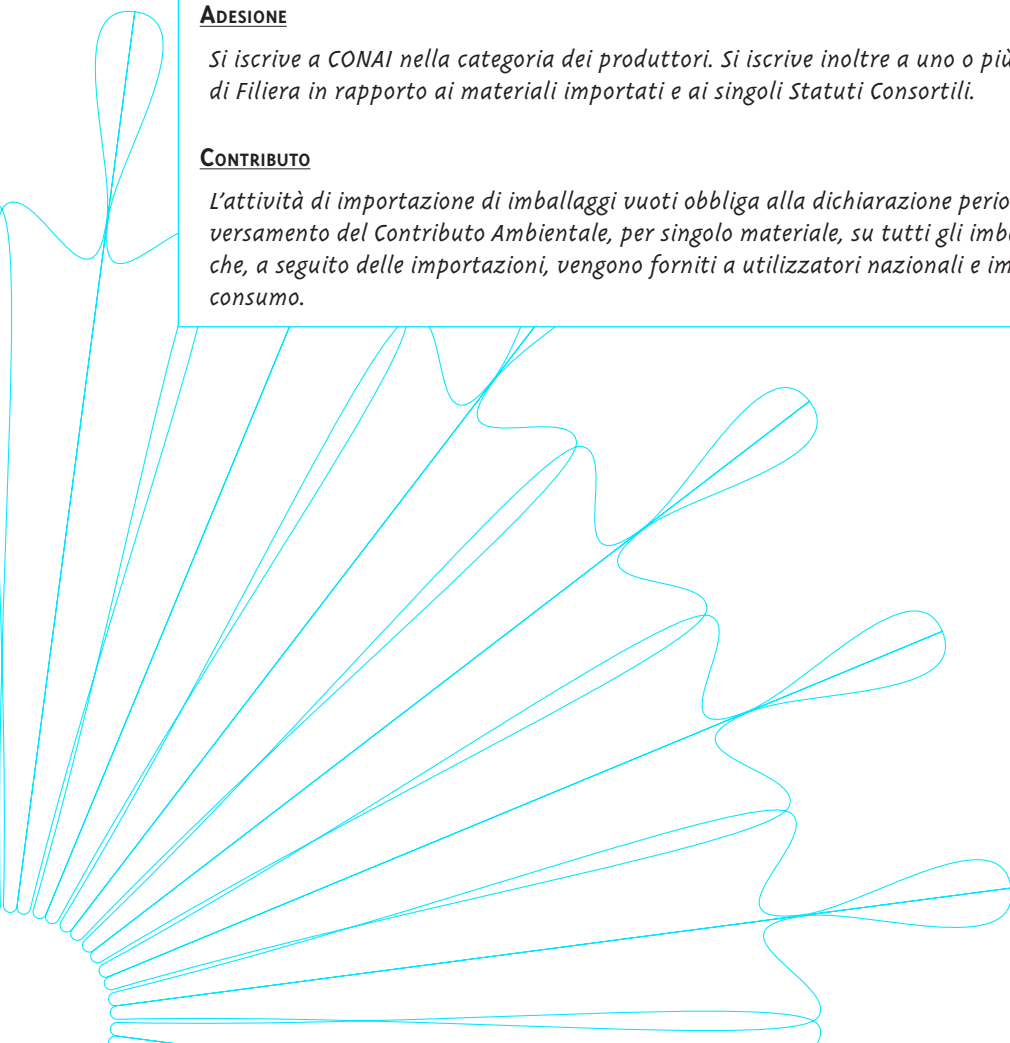 ADESIONE
Si iscrive a CONAI nella categoria dei produttori. Si iscrive inoltre a uno o più
di Filiera in rapporto ai materiali importati e ai singoli Statuti Consortili.
CONTRIBUTO
L'attività di importazione di imballaggi vuoti obbliga alla dichiarazione perio
versamento del Contributo Ambientale, per singolo materiale, su tutti gli imb
che, a seguito delle importazioni, vengono forniti a utilizzatori nazionali e im
consumo.